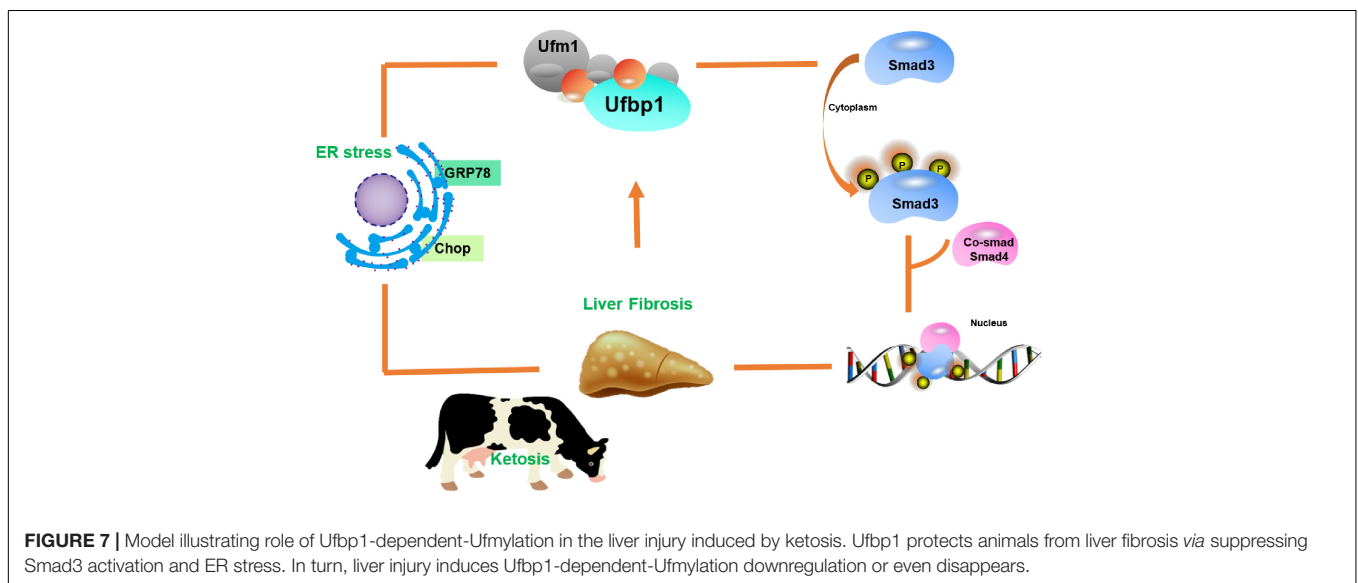 Ufm1
Ufbp1
Smad3
Cytoplasm
ER stress
GRP78
Chop
P
P
P
Smad3
Co-smad
Smad4
Liver Fibrosis
Nucleus
P
P
P
Ketosis
FIGURE 7 | Model illustrating role of Ufbp1-dependent-Ufmylation in the liver injury induced by ketosis. Ufbp1 protects animals from liver fibrosis via suppressing
Smad3 activation and ER stress. In turn, liver injury induces Ufbp1-dependent-Ufmylation downregulation or even disappears.